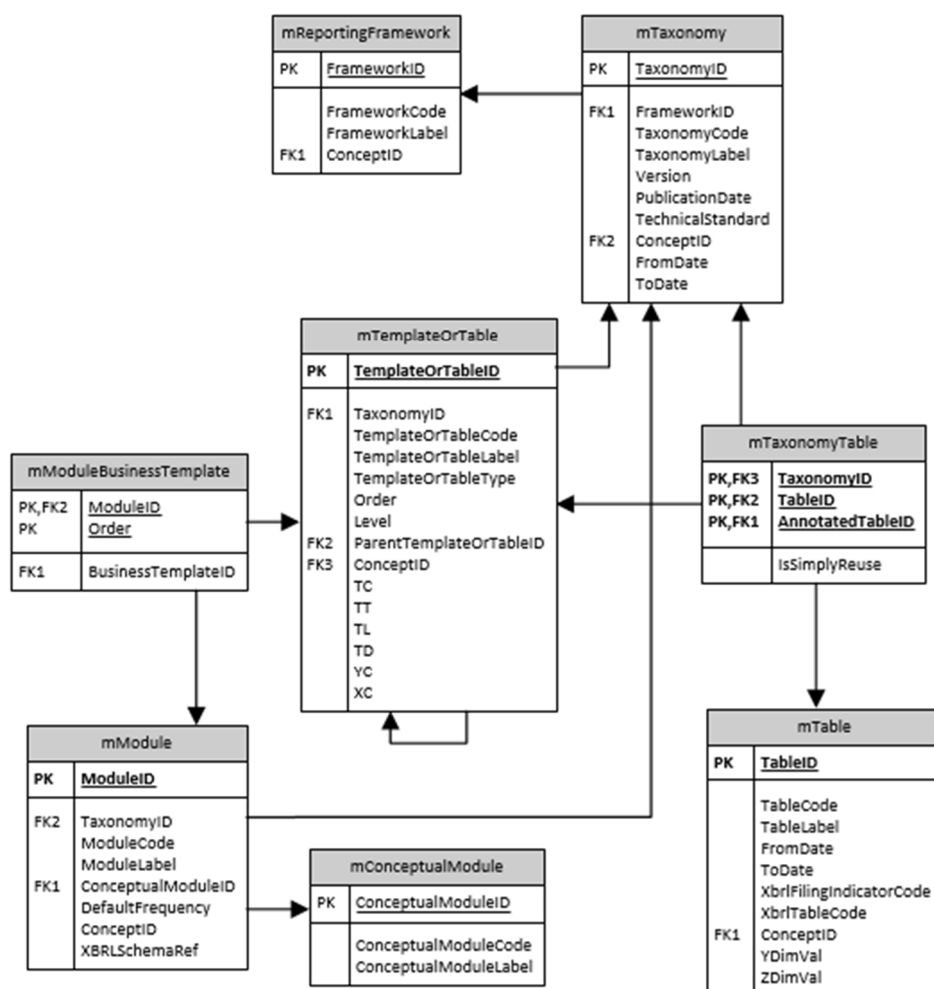 mReportingFramework
PK FrameworkID
FrameworkCode
FrameworkLabel
FK1 ConceptID
mTaxonomy
PK TaxonomyID
FK1 FrameworkID
TaxonomyCode
TaxonomyLabel
Version
PublicationDate
TechnicalStandard
FK2 ConceptID
FromDate
ToDate
mTemplateOrTable
PK TemplateOrTableID
FK1 TaxonomyID
TemplateOrTableCode
TemplateOrTableLabel
TemplateOrTableType
Order
Level
FK2 ParentTemplateOrTableID
FK3 ConceptID
TC
TT
TL
TD
YC
XC
mTaxonomyTable
PK,FK3 TaxonomyID
PK,FK2 TableID
PK,FK1 AnnotatedTableID
IsSimplyReuse
mModuleBusinessTemplate
PK,FK2 ModuleID
PK Order
FK1 BusinessTemplateID
mModule
PK ModuleID
FK2 TaxonomyID
ModuleCode
ModuleLabel
FK1 ConceptualModuleID
DefaultFrequency
ConceptID
XBRLSchemaRef
mConceptualModule
PK ConceptualModuleID
ConceptualModuleCode
ConceptualModuleLabel
mTable
PK TableID
TableCode
TableLabel
FromDate
ToDate
XbrlFilingIndicatorCode
XbrlTableCode
FK1 ConceptID
YDimVal
ZDimVal